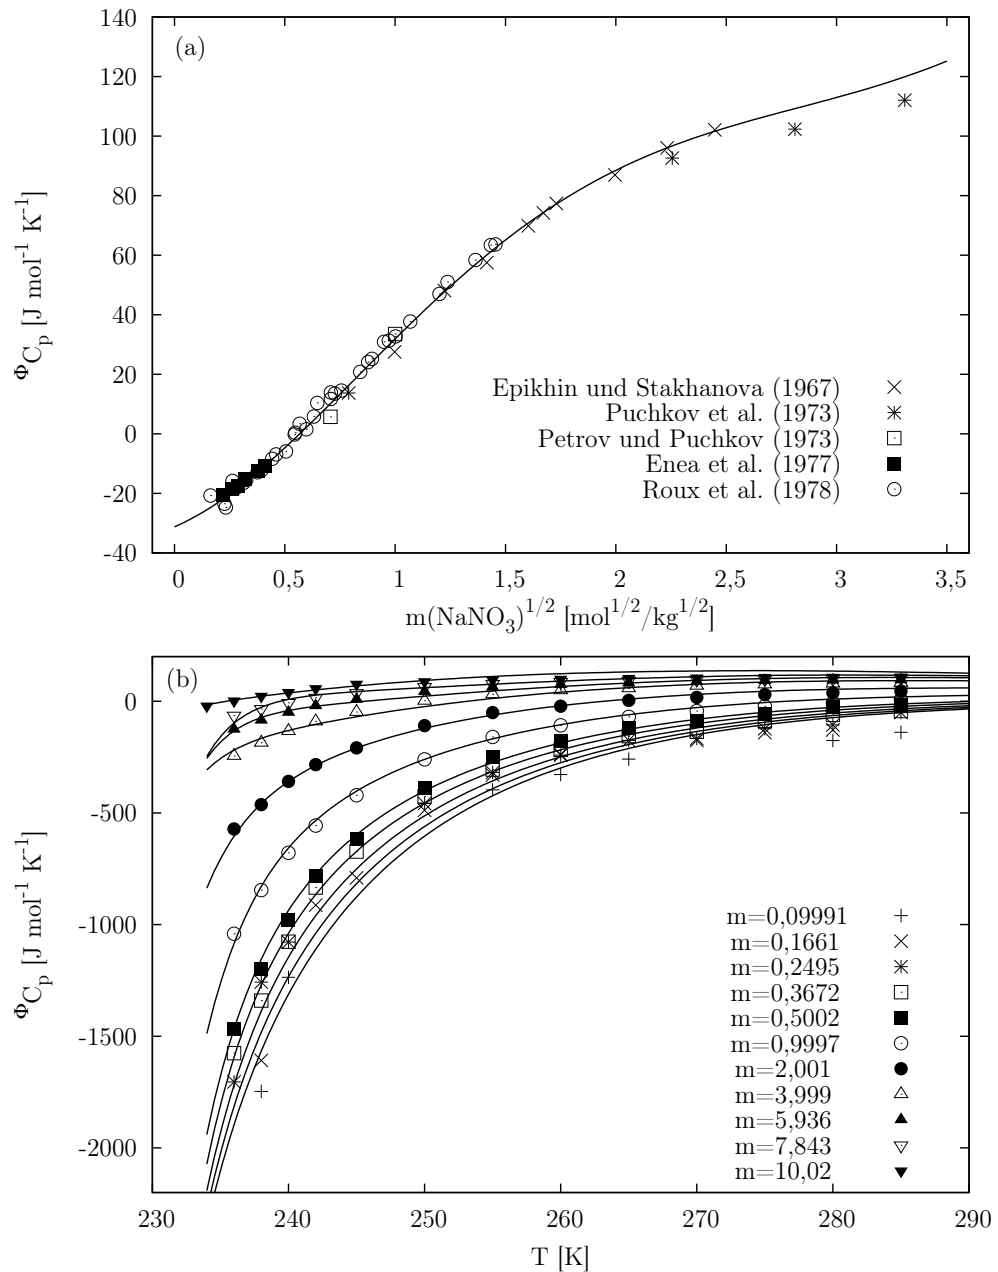 140
(a)
120
100
80
60
40
20
0
-20
-40
ΦCp [J mol-1 K-1]
Epikhin und Stakhanova (1967)
Puchkov et al. (1973)
Petrov und Puchkov (1973)
Enea et al. (1977)
Roux et al. (1978)
0 0,5 1 1,5 2 2,5 3 3,5
m(NaNO3)1/2 [mol1/2/kg1/2]
(b)
0
-500
-1000
-1500
-2000
ΦCp [J mol-1 K-1]
m=0,09991
m=0,1661
m=0,2495
m=0,3672
m=0,5002
m=0,9997
m=2,001
m=3,999
m=5,936
m=7,843
m=10,02
230 240 250 260 270 280 290
T [K]